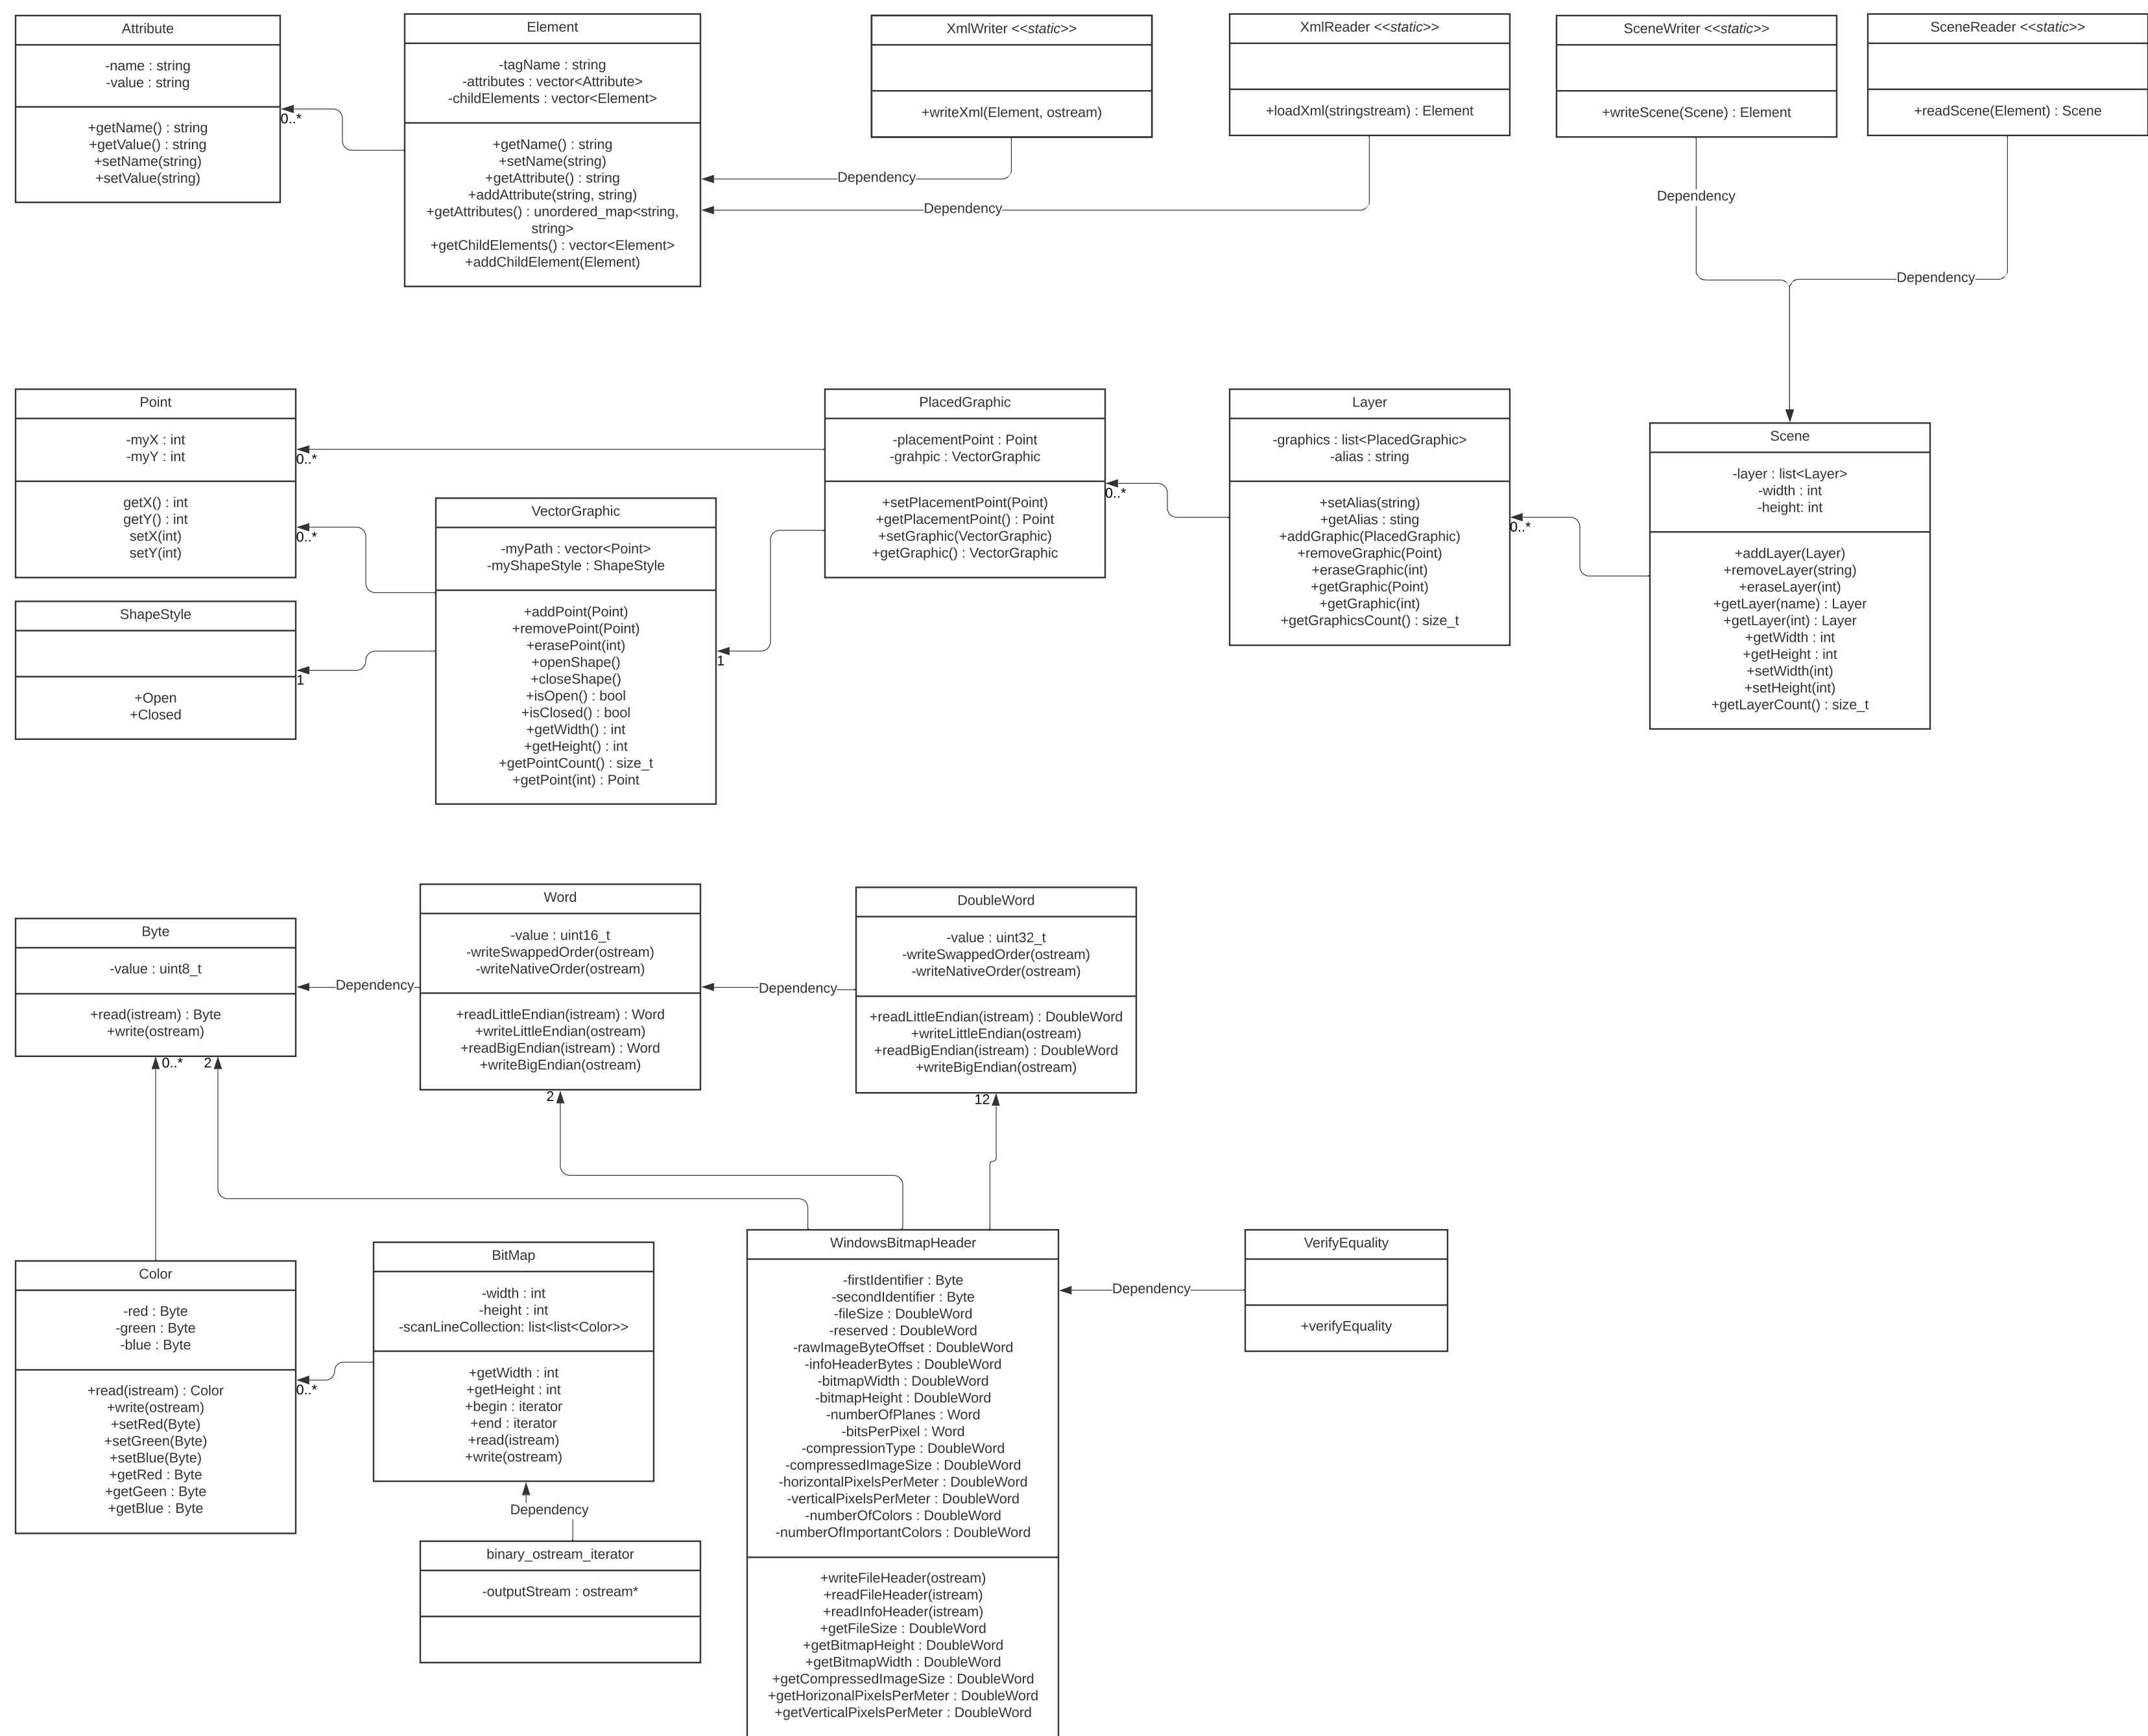 Attribute
-name : string
-value : string
+getName() : string
+getValue() : string
+setName(string)
+setValue(string)
0..*
Element
-tagName : string
-attributes : vector<Attribute>
-childElements : vector<Element>
+getName() : string
+setName(string)
+getAttribute() : string
+addAttribute(string, string)
+getAttributes() : unordered_map<string,
string>
+getChildElements() : vector<Element>
+addChildElement(Element)
XmlWriter <<static>>
+writeXml(Element, ostream)
Dependency
XmlReader <<static>>
+loadXml(stringstream) : Element
Dependency
SceneWriter <<static>>
+writeScene(Scene) : Element
Dependency
SceneReader <<static>>
+readScene(Element) : Scene
Dependency
Point
-myX : int
-myY : int
getX() : int
getY() : int
setX(int)
setY(int)
0..*
0..*
ShapeStyle
+Open
+Closed
1
VectorGraphic
-myPath : vector<Point>
-myShapeStyle : ShapeStyle
+addPoint(Point)
+removePoint(Point)
+erasePoint(int)
+openShape()
+closeShape()
+isOpen() : bool
+isClosed() : bool
+getWidth() : int
+getHeight() : int
+getPointCount() : size_t
+getPoint(int) : Point
1
PlacedGraphic
-placementPoint : Point
-grahpic : VectorGraphic
+setPlacementPoint(Point)
+getPlacementPoint() : Point
+setGraphic(VectorGraphic)
+getGraphic() : VectorGraphic
0..*
Layer
-graphics : list<PlacedGraphic>
-alias : string
+setAlias(string)
+getAlias : sting
+addGraphic(PlacedGraphic)
+removeGraphic(Point)
+eraseGraphic(int)
+getGraphic(Point)
+getGraphic(int)
+getGraphicsCount() : size_t
0..*
Scene
-layer : list<Layer>
-width : int
-height: int
+addLayer(Layer)
+removeLayer(string)
+eraseLayer(int)
+getLayer(name) : Layer
+getLayer(int) : Layer
+getWidth : int
+getHeight : int
+setWidth(int)
+setHeight(int)
+getLayerCount() : size_t
Byte
-value : uint8_t
+read(istream) : Byte
+write(ostream)
0..*
2
Dependency
Word
-value : uint16_t
-writeSwappedOrder(ostream)
-writeNativeOrder(ostream)
+readLittleEndian(istream) : Word
+writeLittleEndian(ostream)
+readBigEndian(istream) : Word
+writeBigEndian(ostream)
2
Dependency
DoubleWord
-value : uint32_t
-writeSwappedOrder(ostream)
-writeNativeOrder(ostream)
+readLittleEndian(istream) : DoubleWord
+writeLittleEndian(ostream)
+readBigEndian(istream) : DoubleWord
+writeBigEndian(ostream)
12
Color
-red : Byte
-green : Byte
-blue : Byte
+read(istream) : Color
+write(ostream)
+setRed(Byte)
+setGreen(Byte)
+setBlue(Byte)
+getRed : Byte
+getGeen : Byte
+getBlue : Byte
0..*
BitMap
-width : int
-height : int
-scanLineCollection: list<list<Color>>
+getWidth : int
+getHeight : int
+begin : iterator
+end : iterator
+read(istream)
+write(ostream)
Dependency
binary_ostream_iterator
-outputStream : ostream*
WindowsBitmapHeader
-firstIdentifier : Byte
-secondIdentifier : Byte
-fileSize : DoubleWord
-reserved : DoubleWord
-rawImageByteOffset : DoubleWord
-infoHeaderBytes : DoubleWord
-bitmapWidth : DoubleWord
-bitmapHeight : DoubleWord
-numberOfPlanes : Word
-bitsPerPixel : Word
-compressionType : DoubleWord
-compressedImageSize : DoubleWord
-horizontalPixelsPerMeter : DoubleWord
-verticalPixelsPerMeter : DoubleWord
-numberOfColors : DoubleWord
-numberOfImportantColors : DoubleWord
+writeFileHeader(ostream)
+readFileHeader(istream)
+readInfoHeader(istream)
+getFileSize : DoubleWord
+getBitmapHeight : DoubleWord
+getBitmapWidth : DoubleWord
+getCompressedImageSize : DoubleWord
+getHorizonalPixelsPerMeter : DoubleWord
+getVerticalPixelsPerMeter : DoubleWord
Dependency
VerifyEquality
+verifyEquality